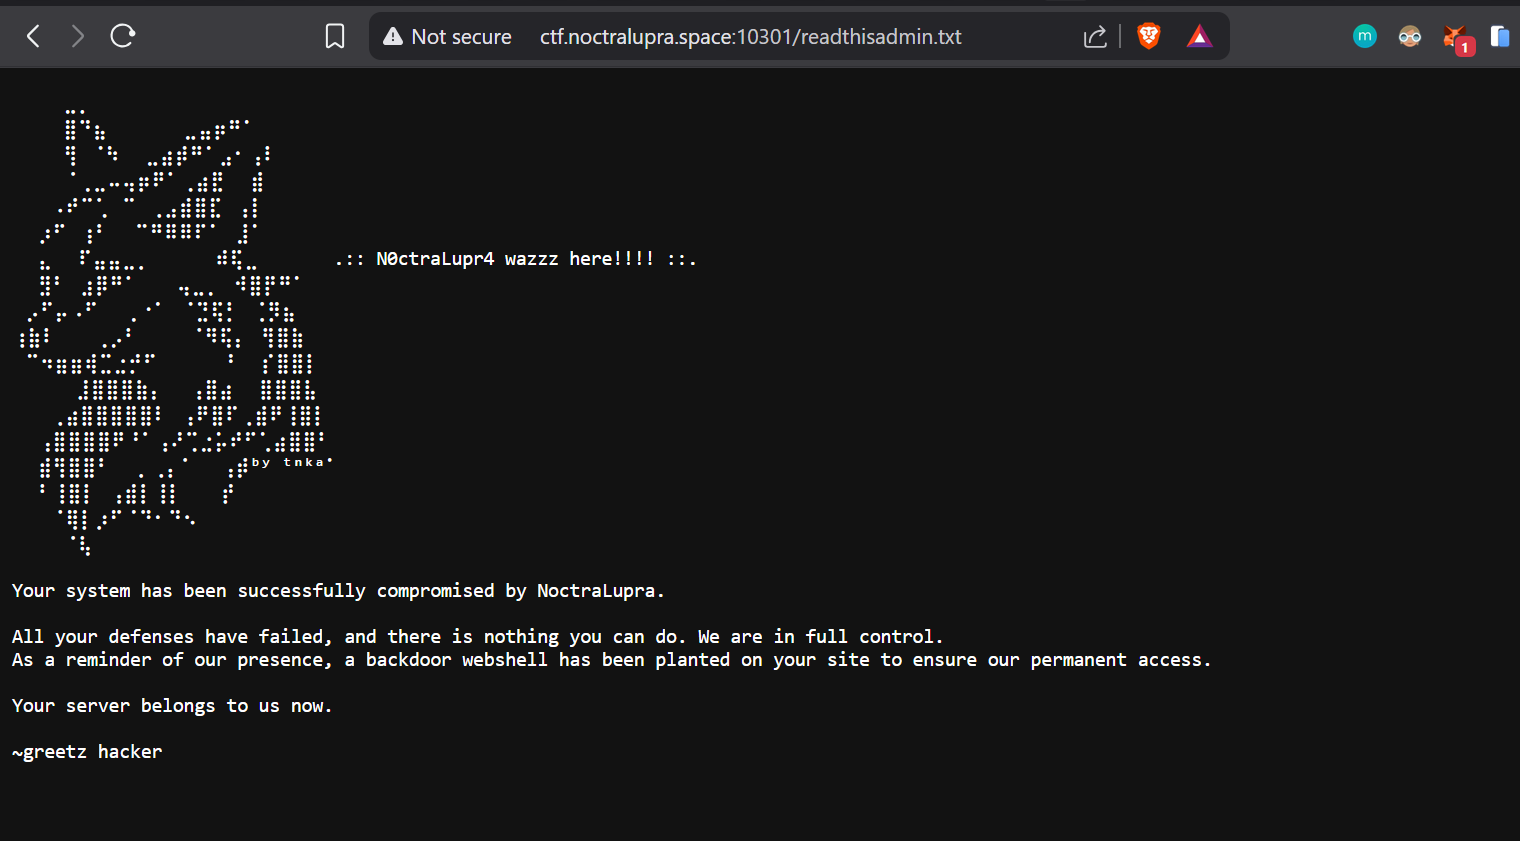 Not secure ctf.noctralupra.space:10301/readthisadmin.txt
m
1
.:: N0ctraLupr4 wazzz here!!!! ::.
by tnka
Your system has been successfully compromised by NoctraLupra.
All your defenses have failed, and there is nothing you can do. We are in full control.
As a reminder of our presence, a backdoor webshell has been planted on your site to ensure our permanent access.
Your server belongs to us now.
~greetz hacker